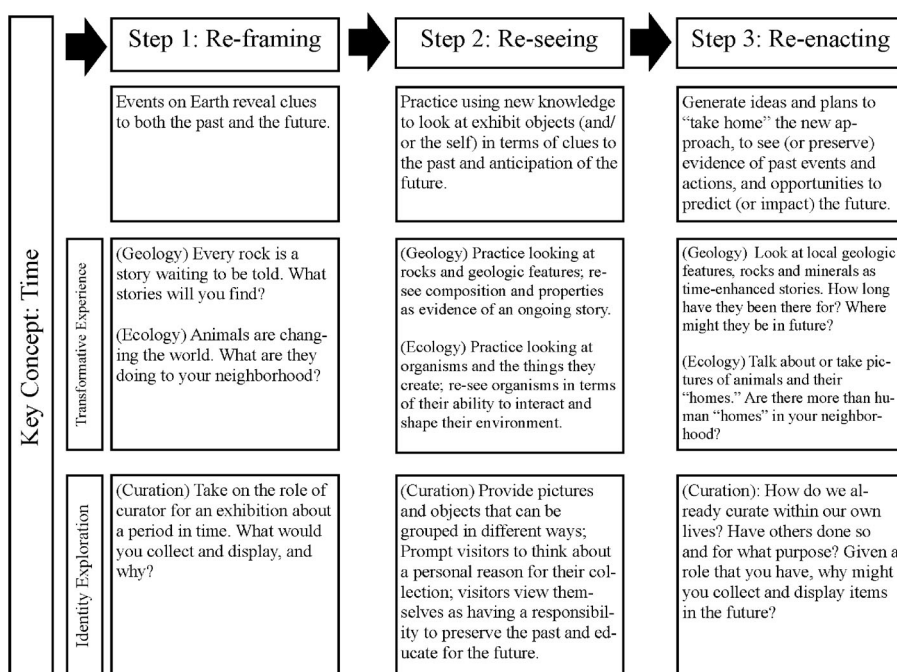 Key Concept: Time
Step 1: Re-framing
Step 2: Re-seeing
Step 3: Re-enacting
Events on Earth reveal clues
to both the past and the future.
Practice using new knowledge
to look at exhibit objects (and/
or the self) in terms of clues to
the past and anticipation of the
future.
Generate ideas and plans to
“take home” the new ap-
proach, to see (or preserve)
evidence of past events and
actions, and opportunities to
predict (or impact) the future.
Transformative Experience
(Geology) Every rock is a
story waiting to be told. What
stories will you find?
(Ecology) Animals are chang-
ing the world. What are they
doing to your neighborhood?
(Geology) Practice looking at
rocks and geologic features; re-
see composition and properties
as evidence of an ongoing story.
(Ecology) Practice looking at
organisms and the things they
create; re-see organisms in terms
of their ability to interact and
shape their environment.
(Geology) Look at local geologic
features, rocks and minerals as
time-enhanced stories. How long
have they been there for? Where
might they be in future?
(Ecology) Talk about or take pic-
tures of animals and their
“homes.” Are there more than hu-
man “homes” in your neighbor-
hood?
Identity Exploration
(Curation) Take on the role of
curator for an exhibition about
a period in time. What would
you collect and display, and
why?
(Curation) Provide pictures
and objects that can be
grouped in different ways;
Prompt visitors to think about
a personal reason for their col-
lection; visitors view them-
selves as having a responsibi-
lity to preserve the past and ed-
ucate for the future.
(Curation): How do we al-
ready curate within our own
lives? Have others done so
and for what purpose? Given a
role that you have, why might
you collect and display items
in the future?